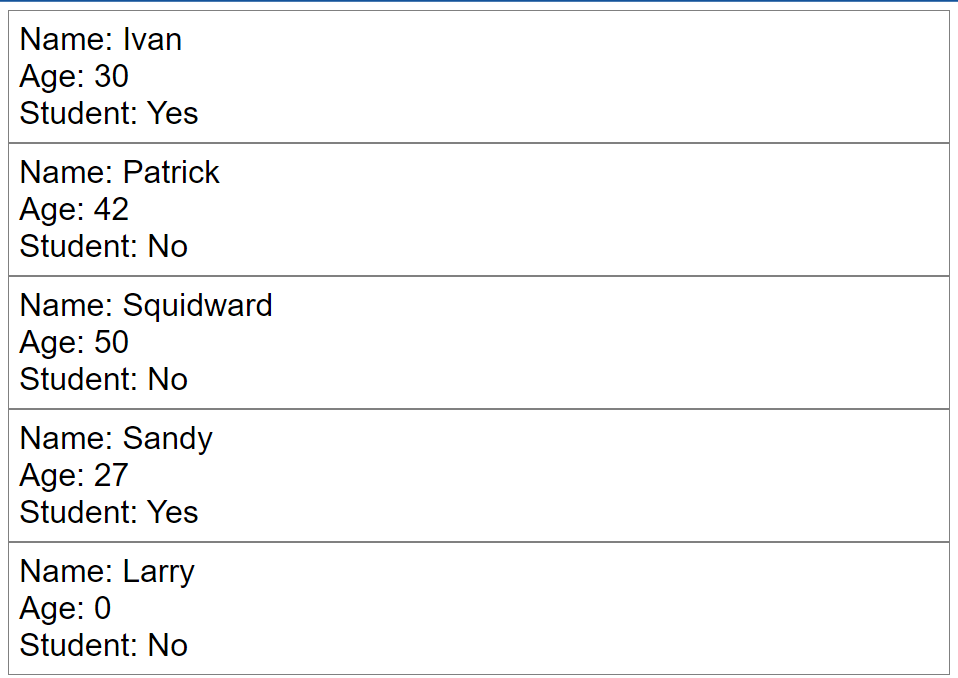 Name: Ivan
Age: 30
Student: Yes
Name: Patrick
Age: 42
Student: No
Name: Squidward
Age: 50
Student: No
Name: Sandy
Age: 27
Student: Yes
Name: Larry
Age: 0
Student: No